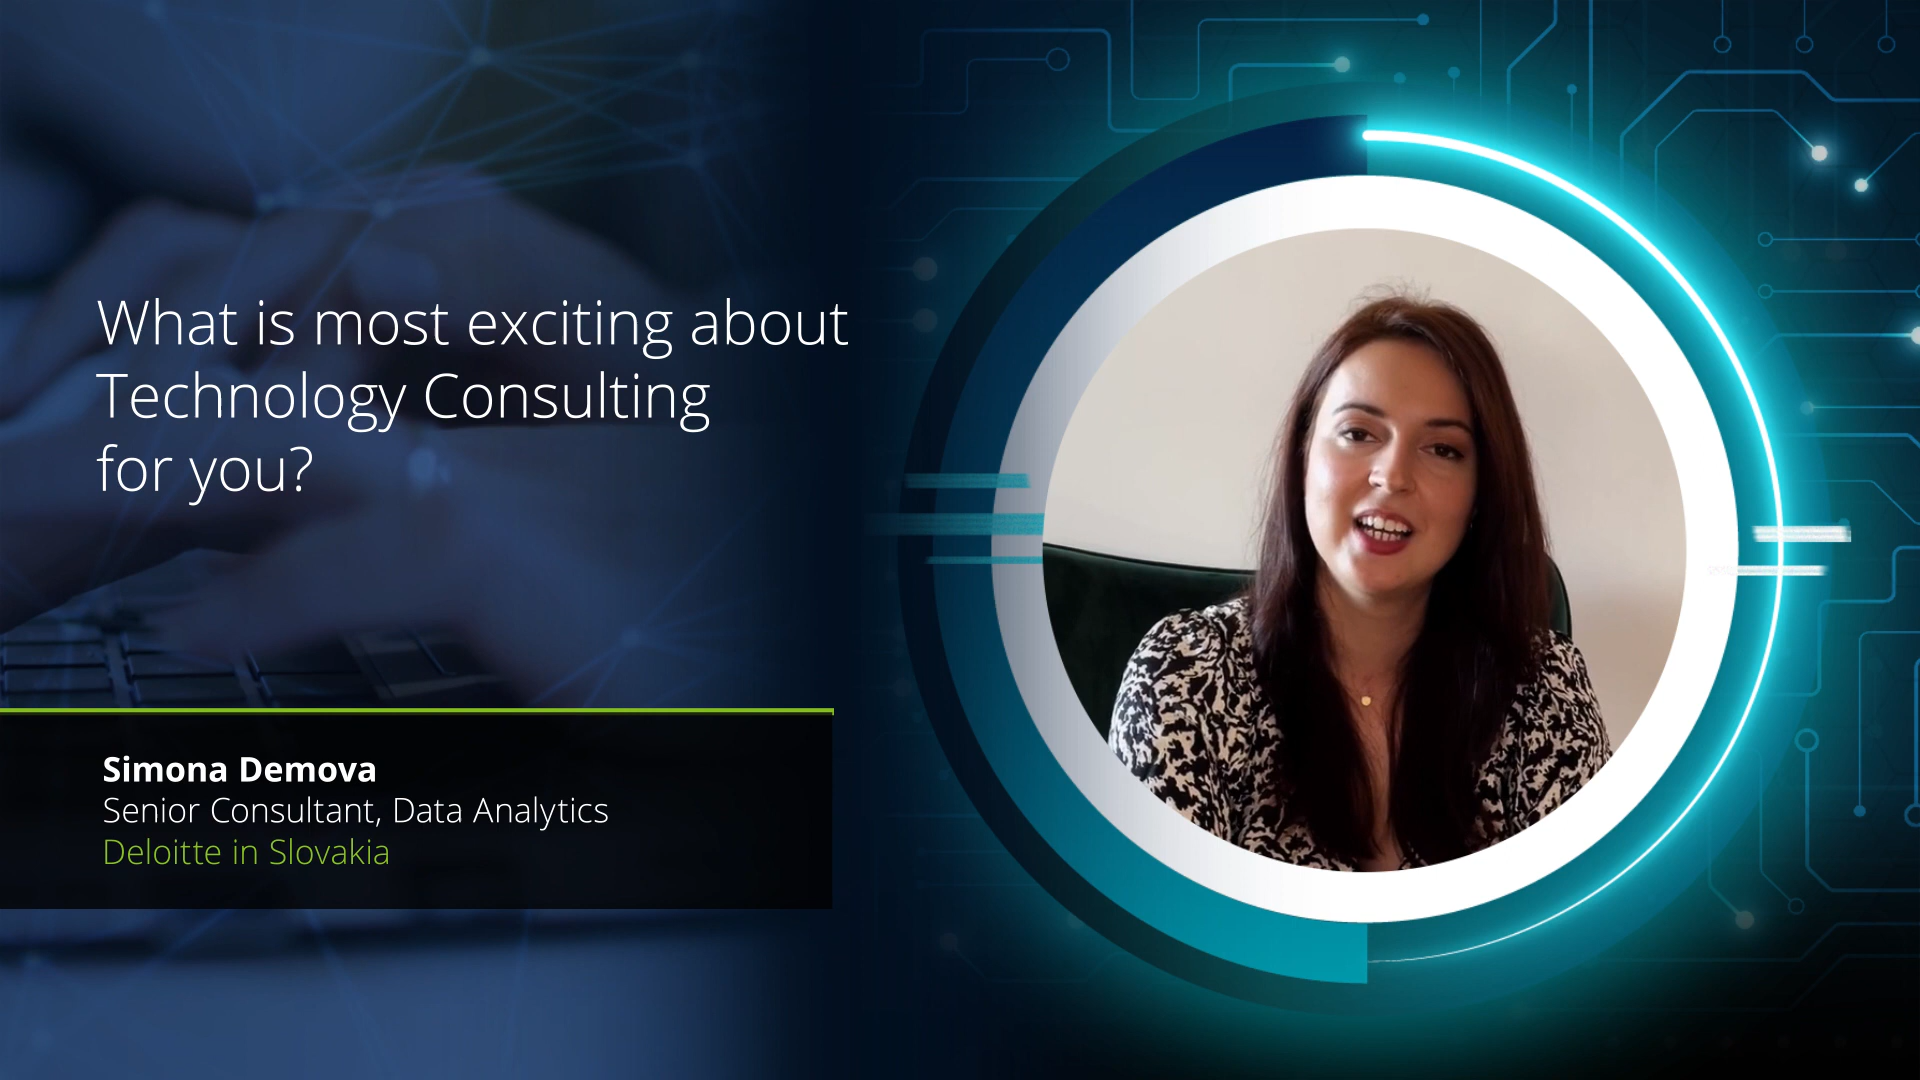 What is most exciting about
Technology Consulting
for you?
Simona Demova
Senior Consultant, Data Analytics
Deloitte in Slovakia